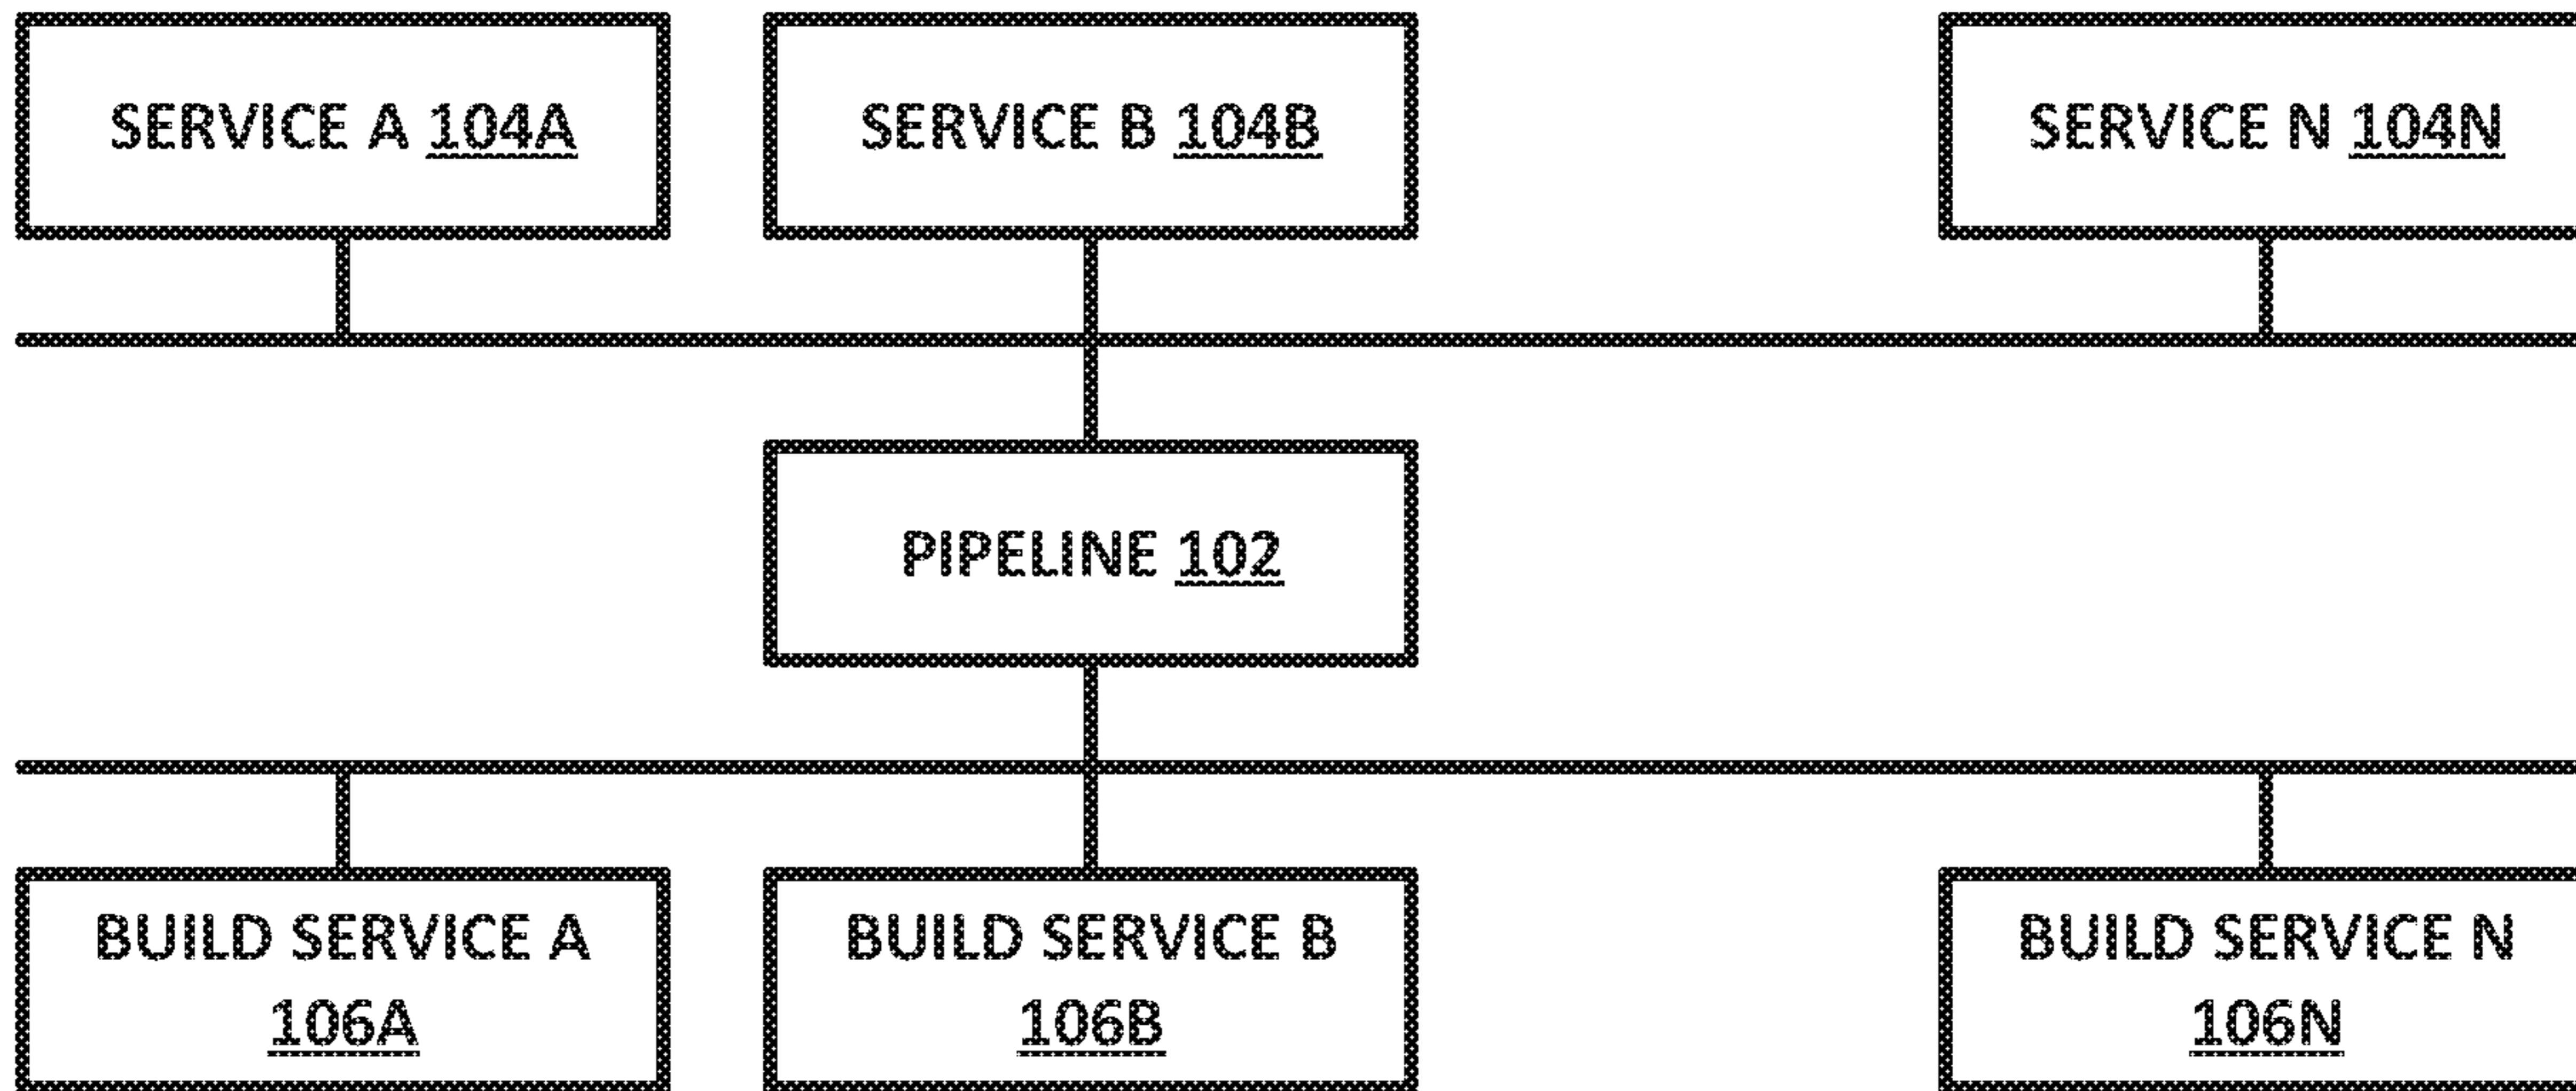 SERVICE A 104A
SERVICE B 104B
SERVICE N 104N
PIPELINE 102
BUILD SERVICE A
106A
BUILD SERVICE B
106B
BUILD SERVICE N
106N